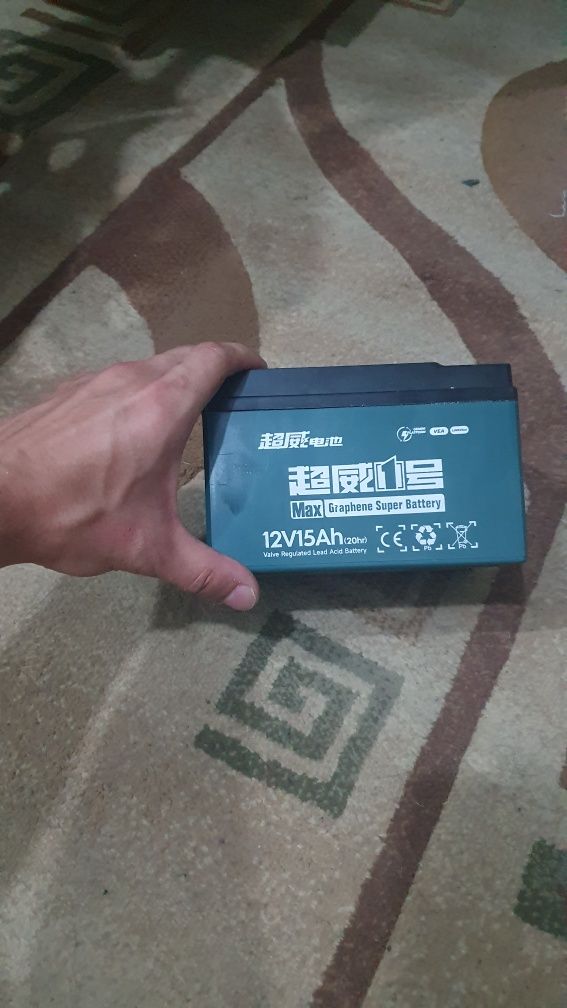 超威电池
超威1号
Max Graphene Super Battery
12V15Ah(20hr)
Valve Regulated Lead Acid Battery
CE
Pb
Pb